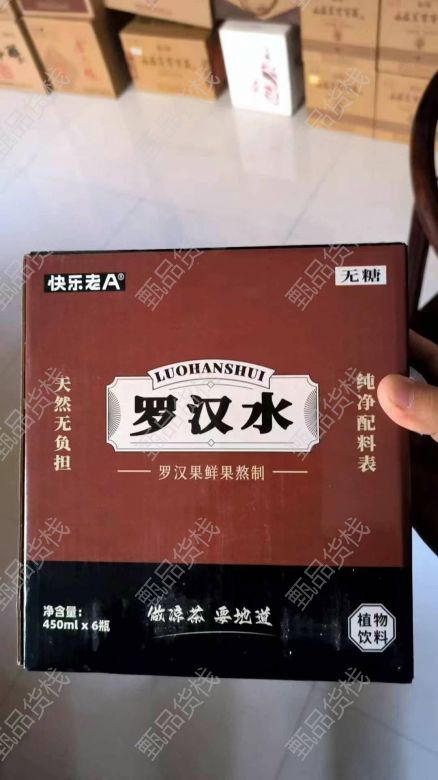 快乐老A®
无糖
LUOHANSHUI
罗汉水
罗汉果鲜果熬制
天然无负担
纯净配料表
净含量：
450ml x 6瓶
做凉茶 要地道
植物
饮料
甄品货栈